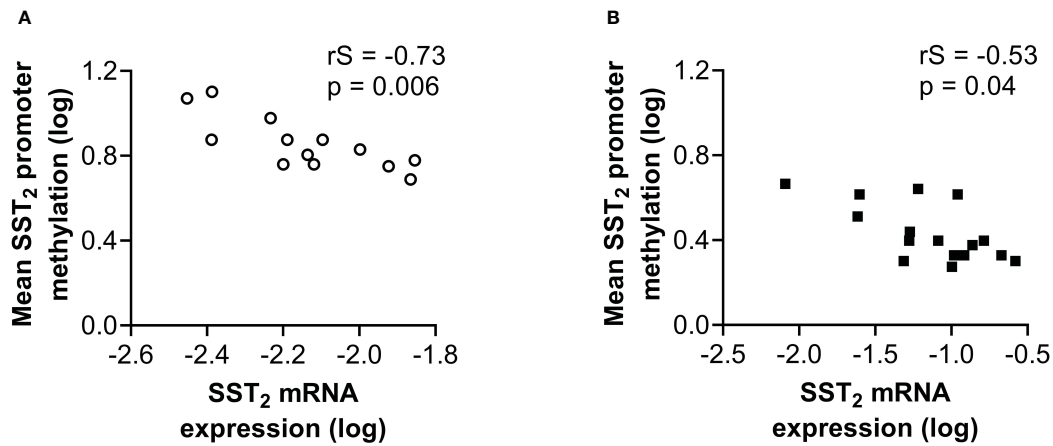 A
rS = -0.73
p = 0.006
Mean SST2 promoter
methylation (log)
1.2
0.8
0.4
0.0
-2.6 -2.4 -2.2 -2.0 -1.8
SST2 mRNA
expression (log)
B
rS = -0.53
p = 0.04
Mean SST2 promoter
methylation (log)
1.2
0.8
0.4
0.0
-2.5 -2.0 -1.5 -1.0 -0.5
SST2 mRNA
expression (log)